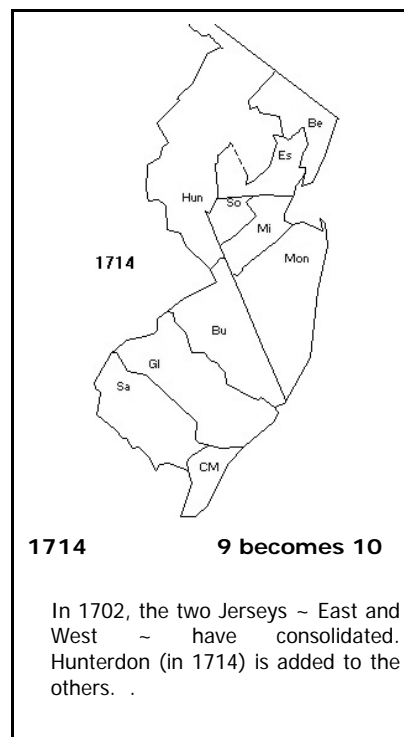 Be
Es
Hun
So
Mi
1714
Mon
Bu
Gl
Sa
CM
1714 9 becomes 10
In 1702, the two Jerseys ~ East and
West ~ have consolidated.
Hunterdon (in 1714) is added to the
others. .